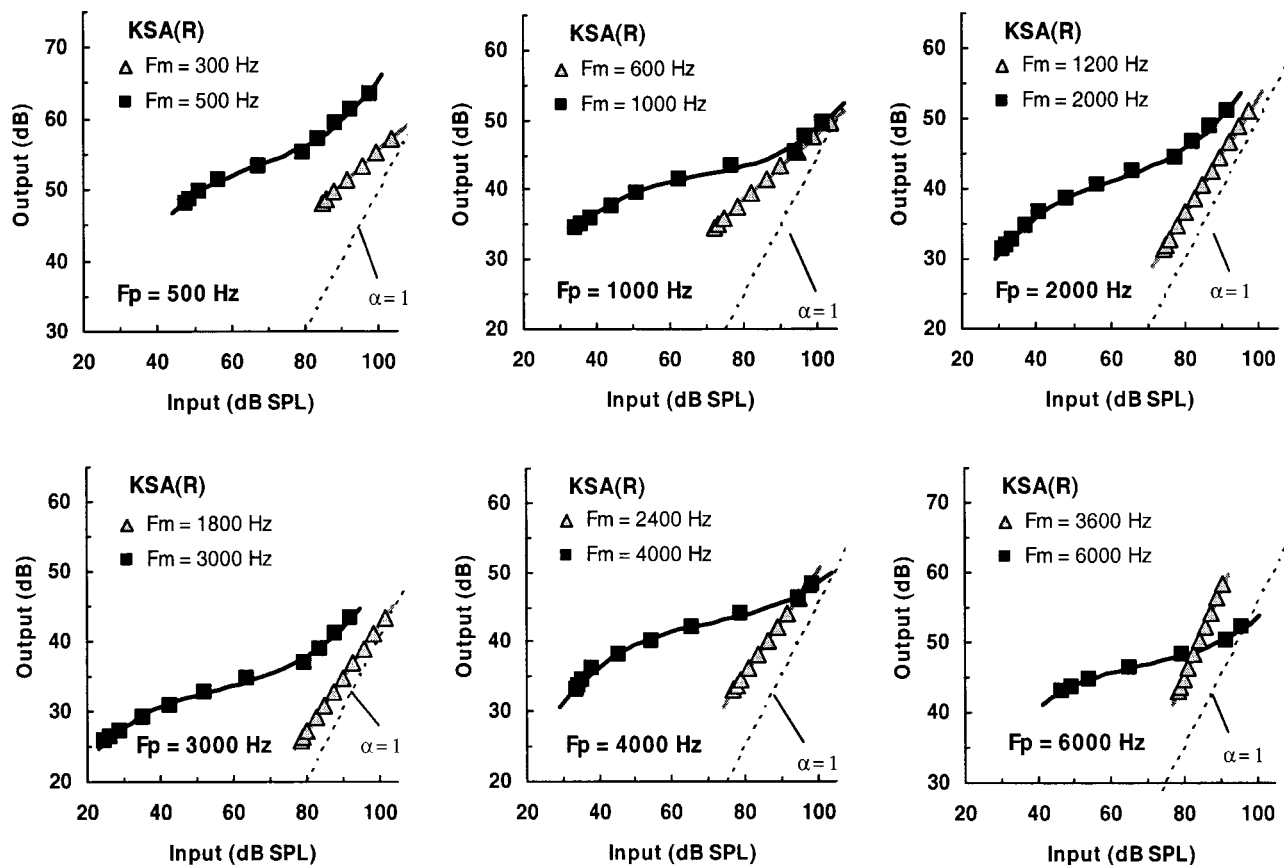 KSA(R)
Fm = 300 Hz
Fm = 500 Hz
Output (dB)
70
60
50
40
30
Fp = 500 Hz
α = 1
20 40 60 80 100
Input (dB SPL)
KSA(R)
Fm = 600 Hz
Fm = 1000 Hz
Output (dB)
60
50
40
30
20
Fp = 1000 Hz
α = 1
20 40 60 80 100
Input (dB SPL)
KSA(R)
Fm = 1200 Hz
Fm = 2000 Hz
Output (dB)
60
50
40
30
20
Fp = 2000 Hz
α = 1
20 40 60 80 100
Input (dB SPL)
KSA(R)
Fm = 1800 Hz
Fm = 3000 Hz
Output (dB)
60
50
40
30
20
Fp = 3000 Hz
α = 1
20 40 60 80 100
Input (dB SPL)
KSA(R)
Fm = 2400 Hz
Fm = 4000 Hz
Output (dB)
60
50
40
30
20
Fp = 4000 Hz
α = 1
20 40 60 80 100
Input (dB SPL)
KSA(R)
Fm = 3600 Hz
Fm = 6000 Hz
Output (dB)
70
60
50
40
30
Fp = 6000 Hz
α = 1
20 40 60 80 100
Input (dB SPL)